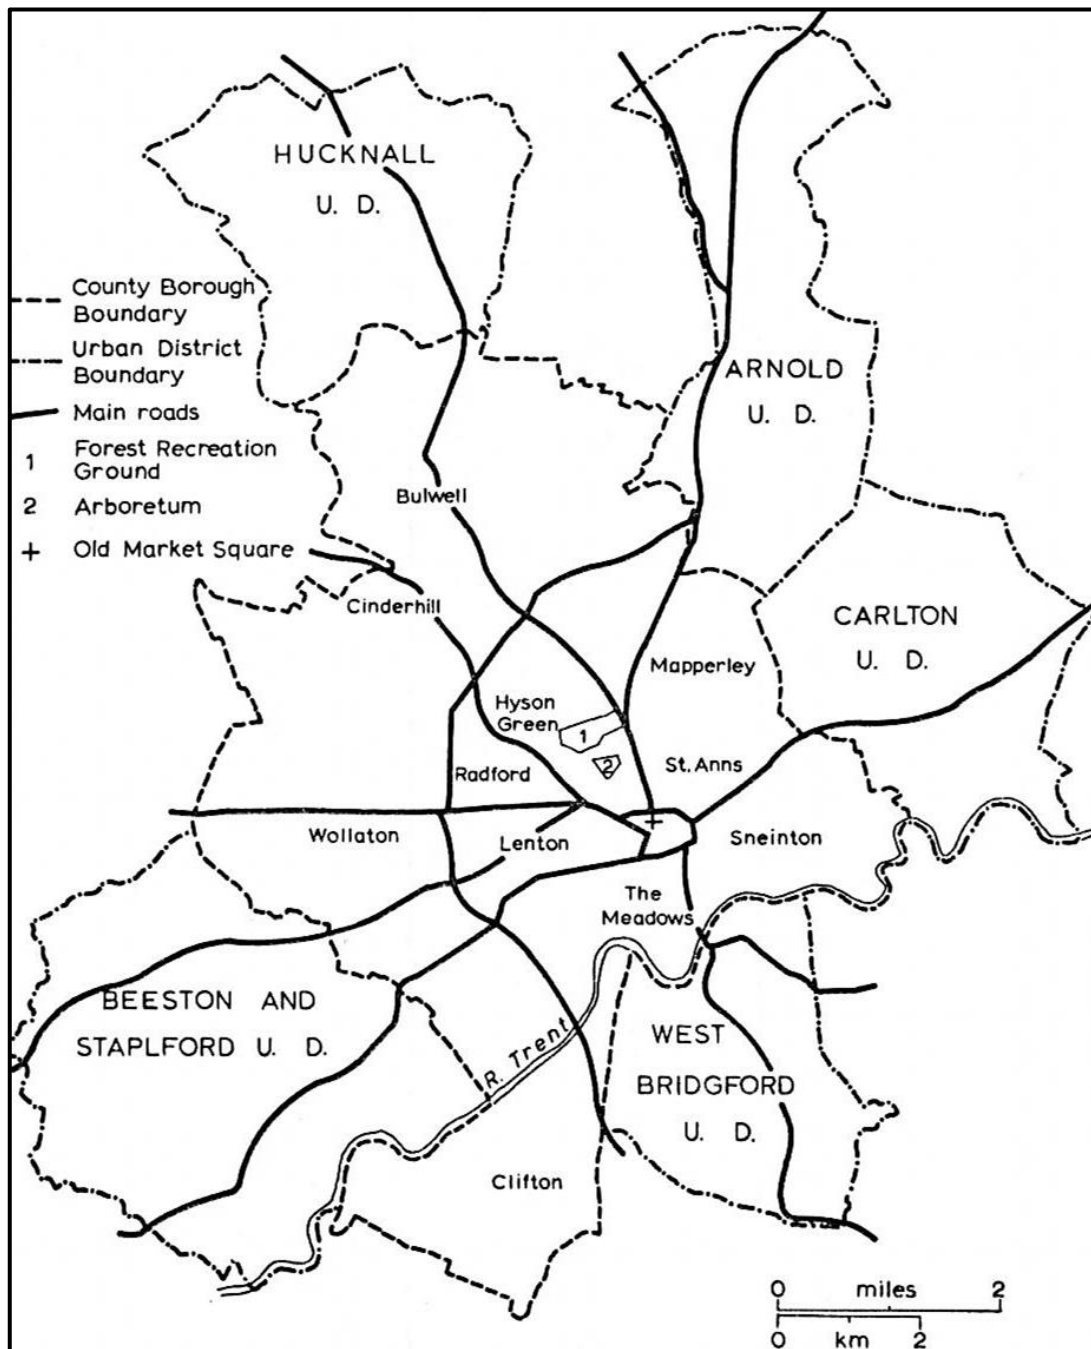 HUCKNALL
U. D.
County Borough
Boundary
Urban District
Boundary
Main roads
1 Forest Recreation
Ground
2 Arboretum
+ Old Market Square
ARNOLD
U. D.
Bulwell
Cinderhill
CARLTON
U. D.
Mapperley
Hyson
Green
1
2
St. Anns
Radford
Wollaton
Lenton
Sneinton
The
Meadows
BEESTON AND
STAPLFORD U. D.
R. Trent
WEST
BRIDGFORD
U. D.
Clifton
0 miles 2
0 km 2